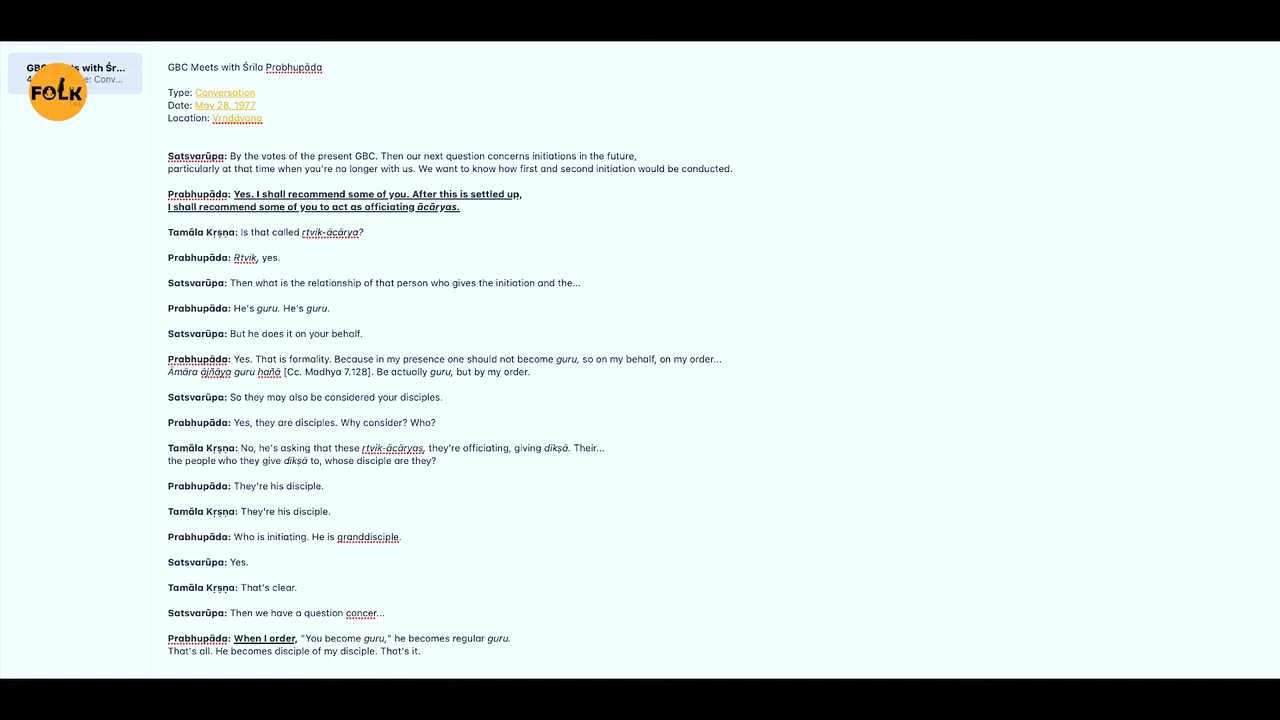 GBC Meets with Śr...
FOLK
GBC Meets with Śrīla Prabhupāda
Type: Conversation
Date: May 28, 1977
Location: Vṛndāvana
Satsvarūpa: By the votes of the present GBC. Then our next question concerns initiations in the future,
particularly at that time when you're no longer with us. We want to know how first and second initiation would be conducted.
Prabhupāda: Yes. I shall recommend some of you. After this is settled up,
I shall recommend some of you to act as officiating ācāryas.
Tamāla Kṛṣṇa: Is that called ṛtvik-ācārya?
Prabhupāda: Ṛtvik, yes.
Satsvarūpa: Then what is the relationship of that person who gives the initiation and the...
Prabhupāda: He's guru. He's guru.
Satsvarūpa: But he does it on your behalf.
Prabhupāda: Yes. That is formality. Because in my presence one should not become guru, so on my behalf, on my order...
Āmāra ājñāya guru hañā [Cc. Madhya 7.128]. Be actually guru, but by my order.
Satsvarūpa: So they may also be considered your disciples.
Prabhupāda: Yes, they are disciples. Why consider? Who?
Tamāla Kṛṣṇa: No, he's asking that these ṛtvik-ācāryas, they're officiating, giving dīkṣā. Their...
the people who they give dīkṣā to, whose disciple are they?
Prabhupāda: They're his disciple.
Tamāla Kṛṣṇa: They're his disciple.
Prabhupāda: Who is initiating. He is granddisciple.
Satsvarūpa: Yes.
Tamāla Kṛṣṇa: That's clear.
Satsvarūpa: Then we have a question concer...
Prabhupāda: When I order, "You become guru," he becomes regular guru.
That's all. He becomes disciple of my disciple. That's it.